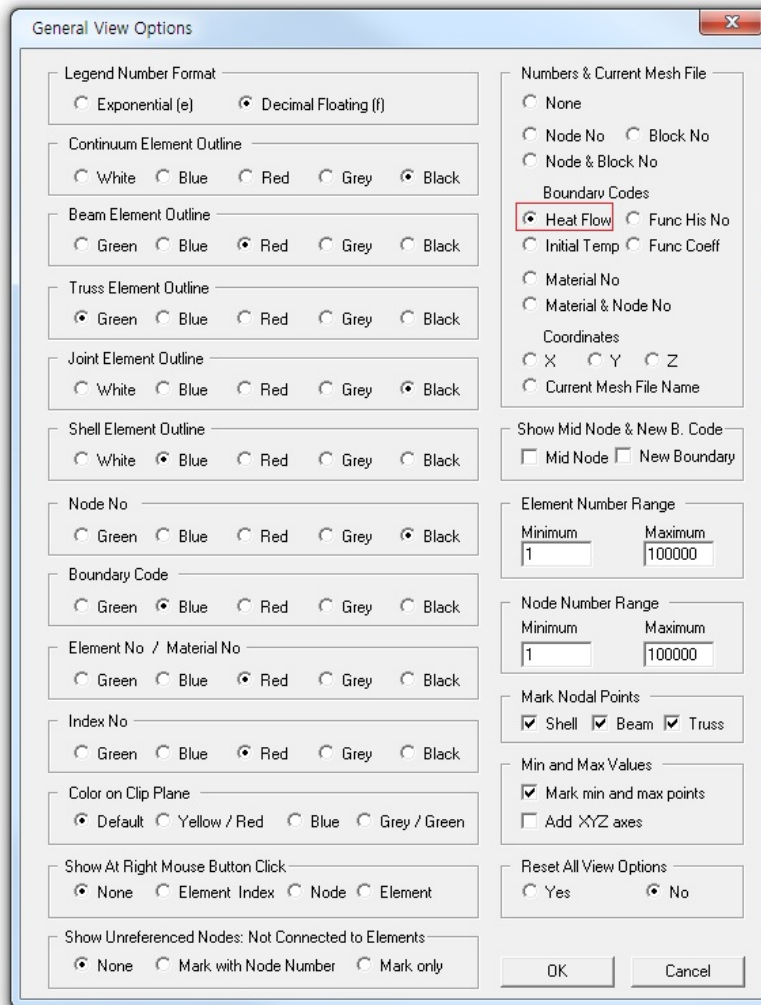 General View Options
Legend Number Format
Exponential (e) Decimal Floating (f)
Continuum Element Outline
White Blue Red Grey Black
Beam Element Outline
Green Blue Red Grey Black
Truss Element Outline
Green Blue Red Grey Black
Joint Element Outline
White Blue Red Grey Black
Shell Element Outline
White Blue Red Grey Black
Node No
Green Blue Red Grey Black
Boundary Code
Green Blue Red Grey Black
Element No / Material No
Green Blue Red Grey Black
Index No
Green Blue Red Grey Black
Color on Clip Plane
Default Yellow / Red Blue Grey / Green
Show At Right Mouse Button Click
None Element Index Node Element
Show Unreferenced Nodes: Not Connected to Elements
None Mark with Node Number Mark only
Numbers & Current Mesh File
None
Node No Block No
Node & Block No
Boundary Codes
Heat Flow Func His No
Initial Temp Func Coeff
Material No
Material & Node No
Coordinates
X Y Z
Current Mesh File Name
Show Mid Node & New B. Code
Mid Node New Boundary
Element Number Range
Minimum Maximum
1 100000
Node Number Range
Minimum Maximum
1 100000
Mark Nodal Points
Shell Beam Truss
Min and Max Values
Mark min and max points
Add XYZ axes
Reset All View Options
Yes No
OK Cancel